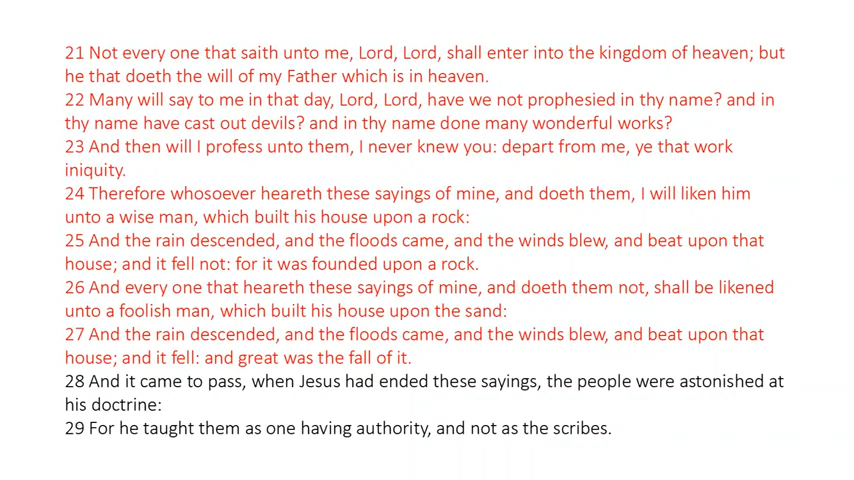 21 Not every one that saith unto me, Lord, Lord, shall enter into the kingdom of heaven; but
he that doeth the will of my Father which is in heaven.
22 Many will say to me in that day, Lord, Lord, have we not prophesied in thy name? and in
thy name have cast out devils? and in thy name done many wonderful works?
23 And then will I profess unto them, I never knew you: depart from me, ye that work
iniquity.
24 Therefore whosoever heareth these sayings of mine, and doeth them, I will liken him
unto a wise man, which built his house upon a rock:
25 And the rain descended, and the floods came, and the winds blew, and beat upon that
house; and it fell not: for it was founded upon a rock.
26 And every one that heareth these sayings of mine, and doeth them not, shall be likened
unto a foolish man, which built his house upon the sand:
27 And the rain descended, and the floods came, and the winds blew, and beat upon that
house; and it fell: and great was the fall of it.
28 And it came to pass, when Jesus had ended these sayings, the people were astonished at
his doctrine:
29 For he taught them as one having authority, and not as the scribes.